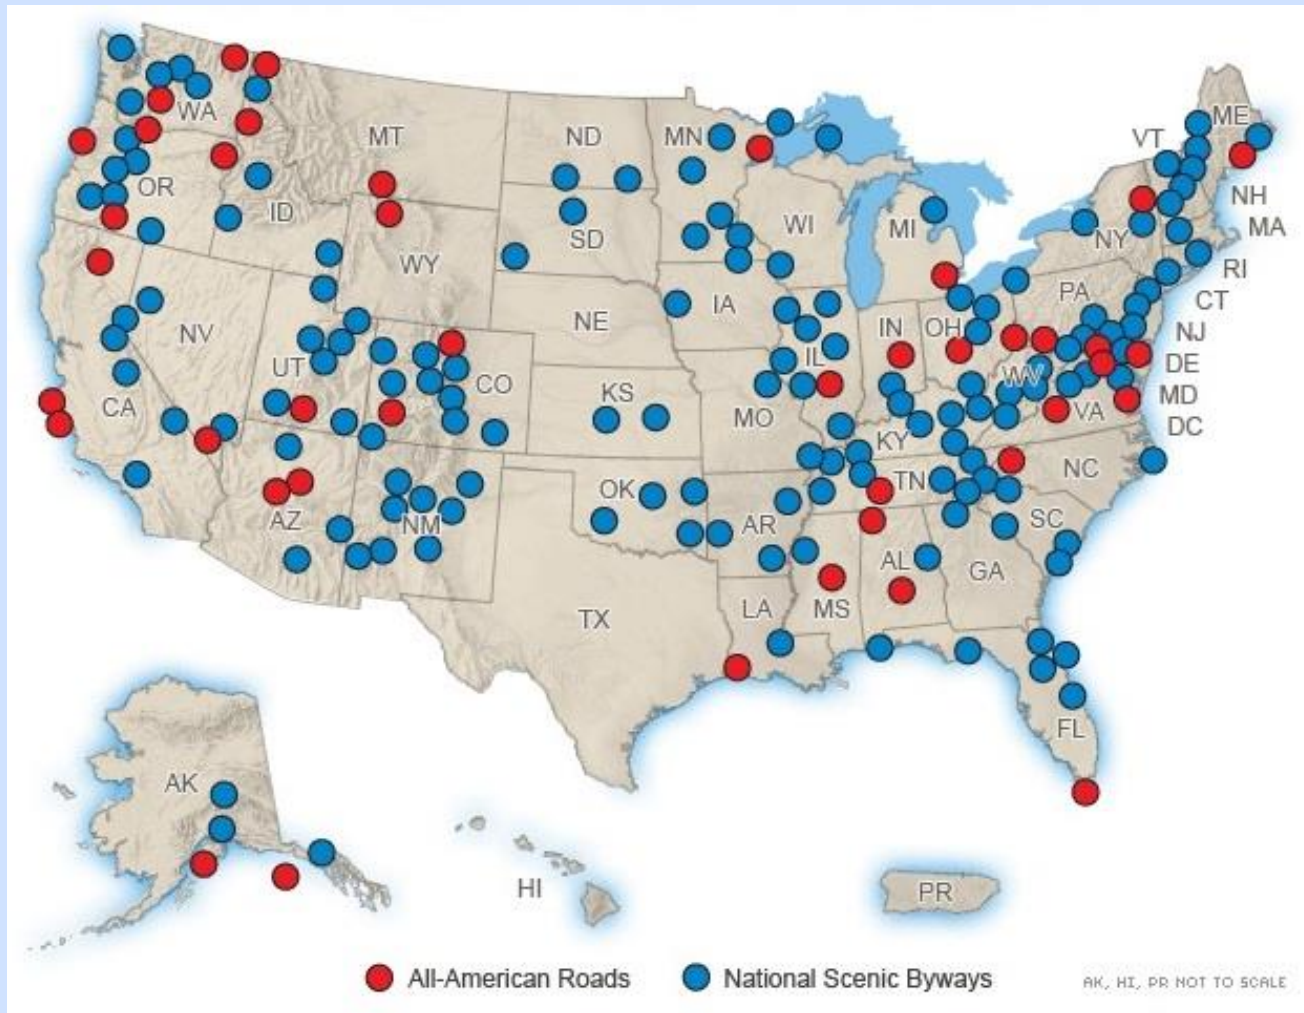 WA
MT
ND
MN
VT
ME
OR
ID
SD
WI
MI
NH
MA
NY
WY
RI
CT
NE
IA
PA
NV
IN
OH
NJ
UT
CO
IL
WV
DE
CA
KS
MO
VA
MD
DC
KY
OK
TN
NC
AZ
NM
AR
SC
AL
GA
TX
LA
MS
FL
AK
HI
PR
All-American Roads
National Scenic Byways
AK, HI, PR NOT TO SCALE